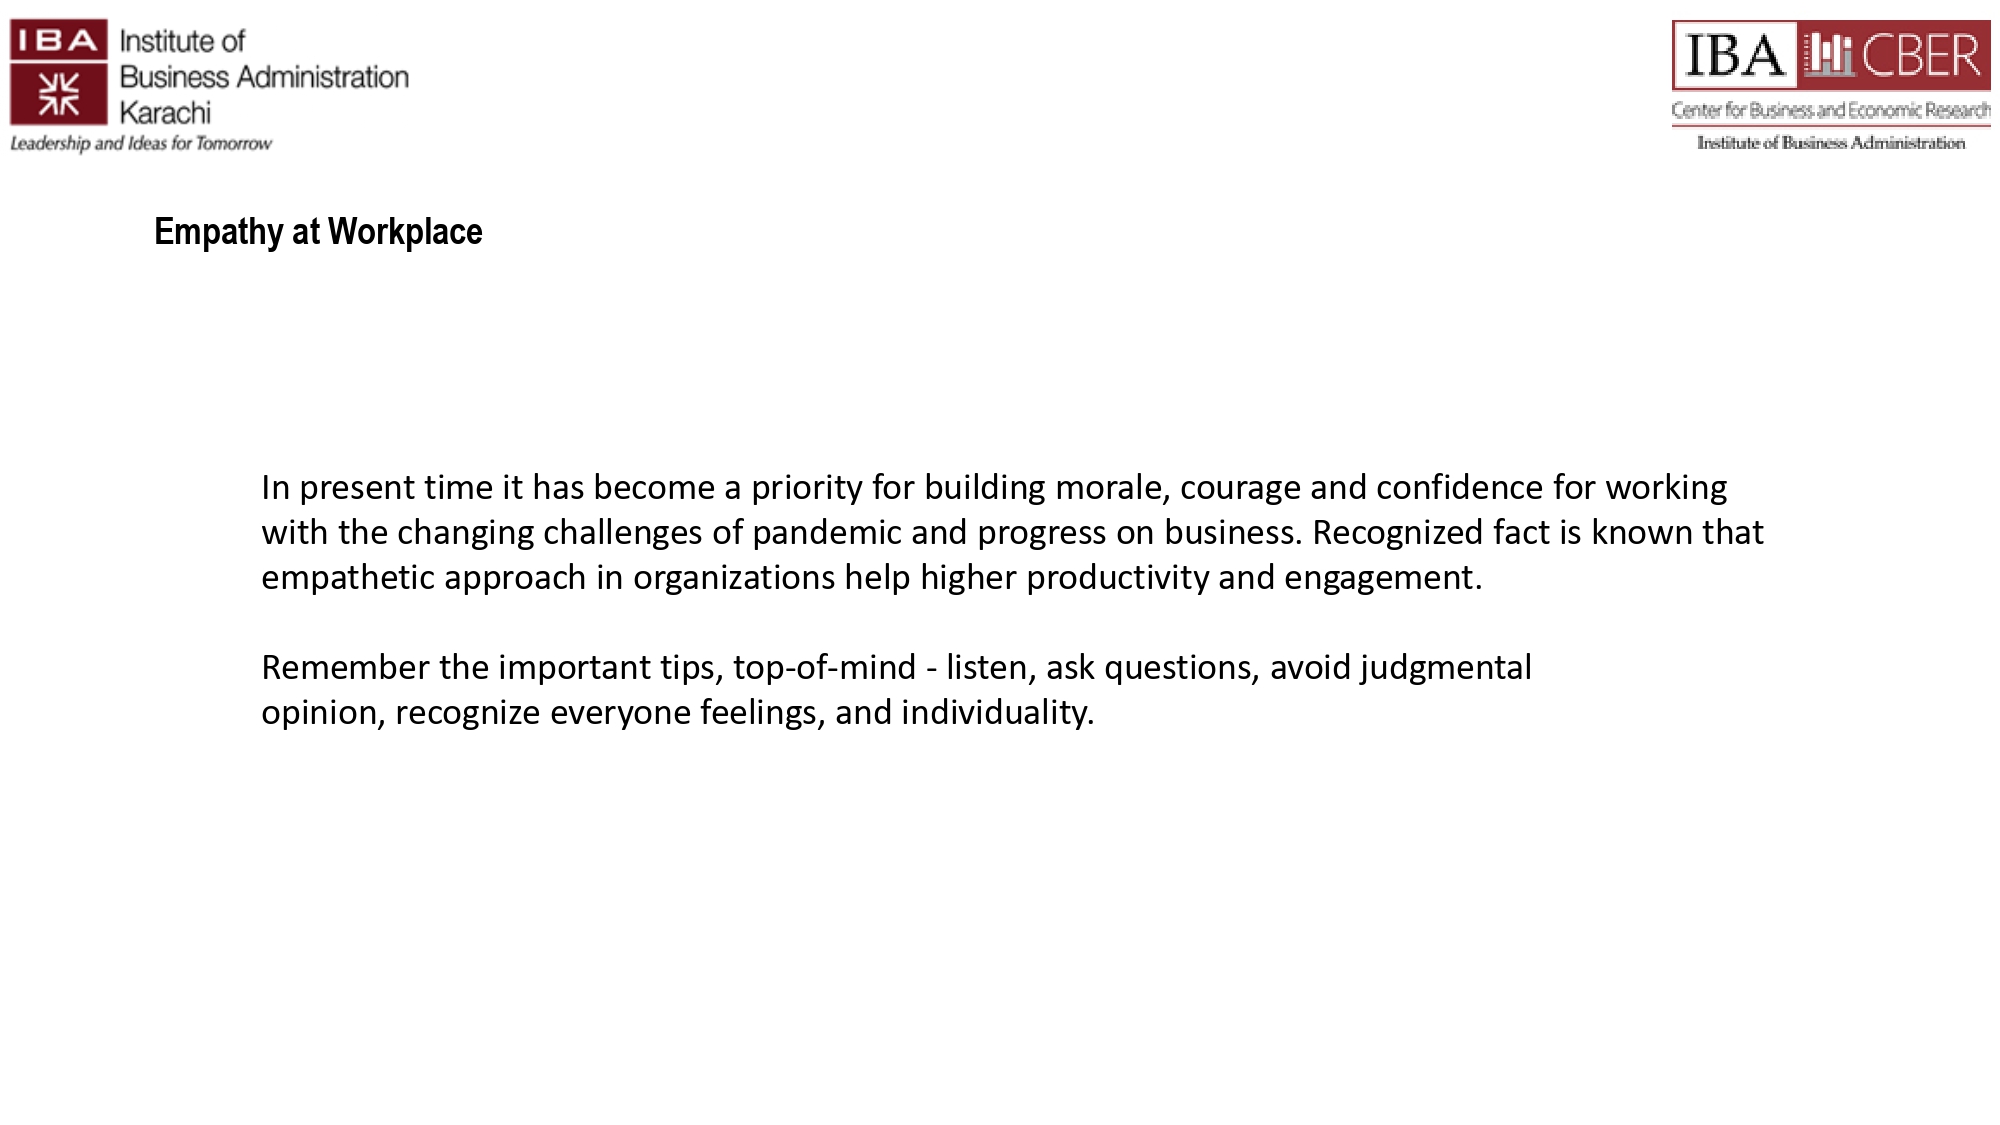 IBA
Institute of
Business Administration
Karachi
Leadership and Ideas for Tomorrow
IBA CBER
Center for Business and Economic Research
Institute of Business Administration
Empathy at Workplace
In present time it has become a priority for building morale, courage and confidence for working
with the changing challenges of pandemic and progress on business. Recognized fact is known that
empathetic approach in organizations help higher productivity and engagement.
Remember the important tips, top-of-mind - listen, ask questions, avoid judgmental
opinion, recognize everyone feelings, and individuality.